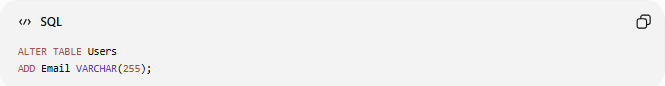 SQL
ALTER TABLE Users
ADD Email VARCHAR(255);